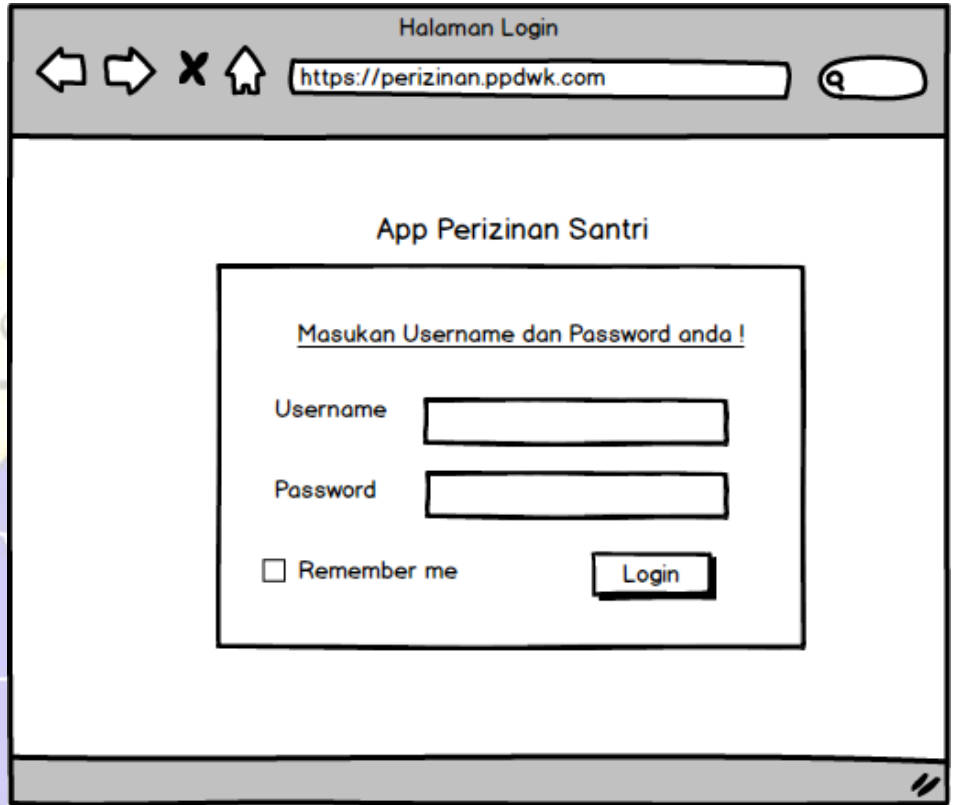 Halaman Login
https://perizinan.ppdwk.com
App Perizinan Santri
Masukan Username dan Password anda !
Username
Password
Remember me
Login